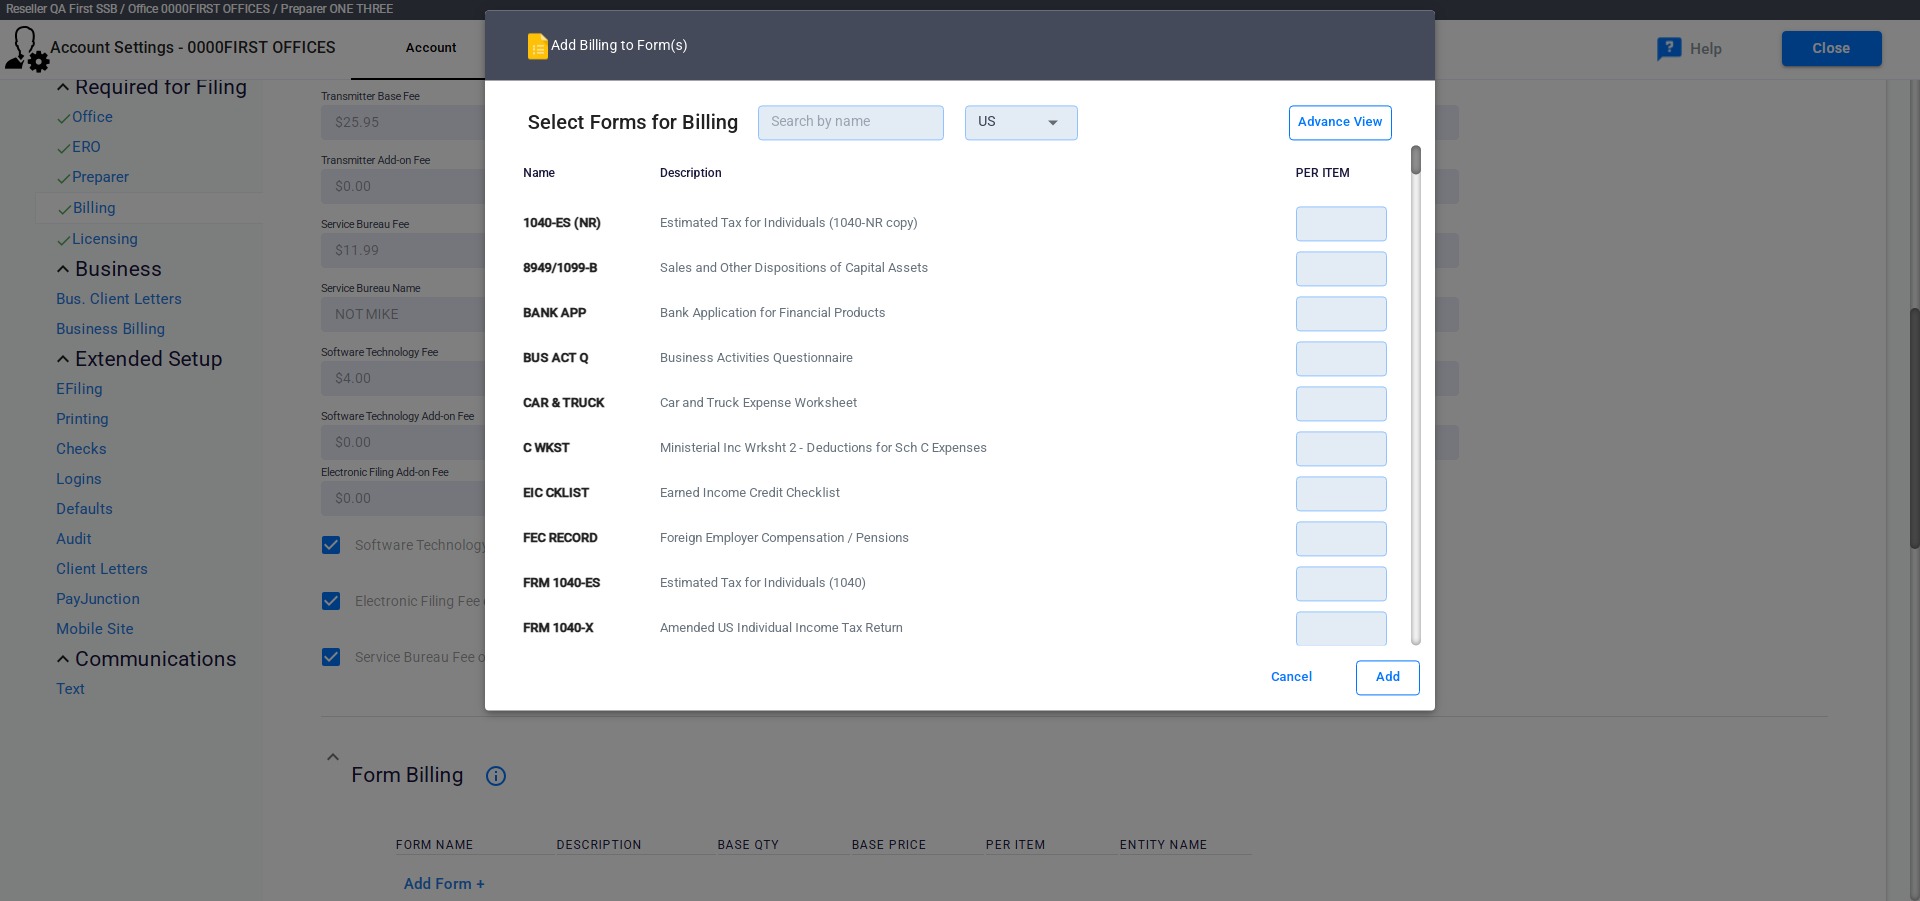 Reseller QA First SSB / Office 0000FIRST OFFICES / Preparer ONE THREE
Account Settings - 0000FIRST OFFICES
Account
Help
Close
Required for Filing
Office
ERO
Preparer
Billing
Licensing
Business
Bus. Client Letters
Business Billing
Extended Setup
EFiling
Printing
Checks
Logins
Defaults
Audit
Client Letters
PayJunction
Mobile Site
Communications
Text
Transmitter Base Fee
$25.95
Transmitter Add-on Fee
$0.00
Service Bureau Fee
$11.99
Service Bureau Name
NOT MIKE
Software Technology Fee
$4.00
Software Technology Add-on Fee
$0.00
Electronic Filing Add-on Fee
$0.00
Software Technology
Electronic Filing Fee
Service Bureau Fee
Add Billing to Form(s)
Select Forms for Billing
Search by name
US
Advance View
Name Description PER ITEM
1040-ES (NR) Estimated Tax for Individuals (1040-NR copy)
8949/1099-B Sales and Other Dispositions of Capital Assets
BANK APP Bank Application for Financial Products
BUS ACT Q Business Activities Questionnaire
CAR & TRUCK Car and Truck Expense Worksheet
C WKST Ministerial Inc Wrksht 2 - Deductions for Sch C Expenses
EIC CKLIST Earned Income Credit Checklist
FEC RECORD Foreign Employer Compensation / Pensions
FRM 1040-ES Estimated Tax for Individuals (1040)
FRM 1040-X Amended US Individual Income Tax Return
Cancel
Add
Form Billing
FORM NAME DESCRIPTION BASE QTY BASE PRICE PER ITEM ENTITY NAME
Add Form +